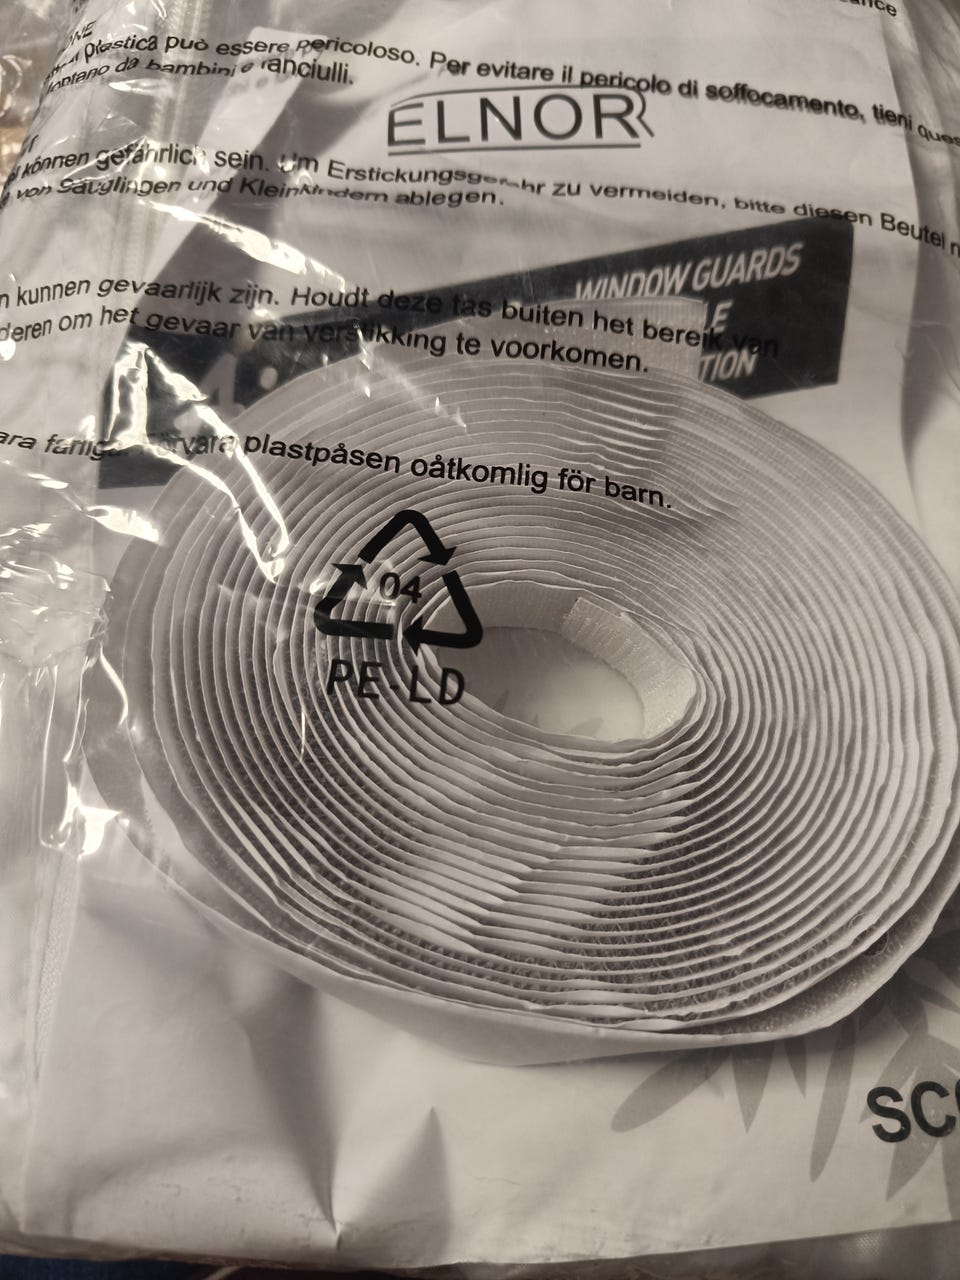 ance
plastica può essere pericoloso. Per evitare il pericolo di soffocamento, tieni
lontano da bambini e fanciulli.
ELNOR
können gefährlich sein. Um Erstickungsgefahr zu vermeiden, bitte diesen Beutel
von Säuglingen und Kleinkindern ablegen.
WINDOW GUARDS
kunnen gevaarlijk zijn. Houdt deze tas buiten het bereik van
om het gevaar van verstikking te voorkomen.
TION
plastpåsen oåtkomlig för barn.
04
PE-LD
SC